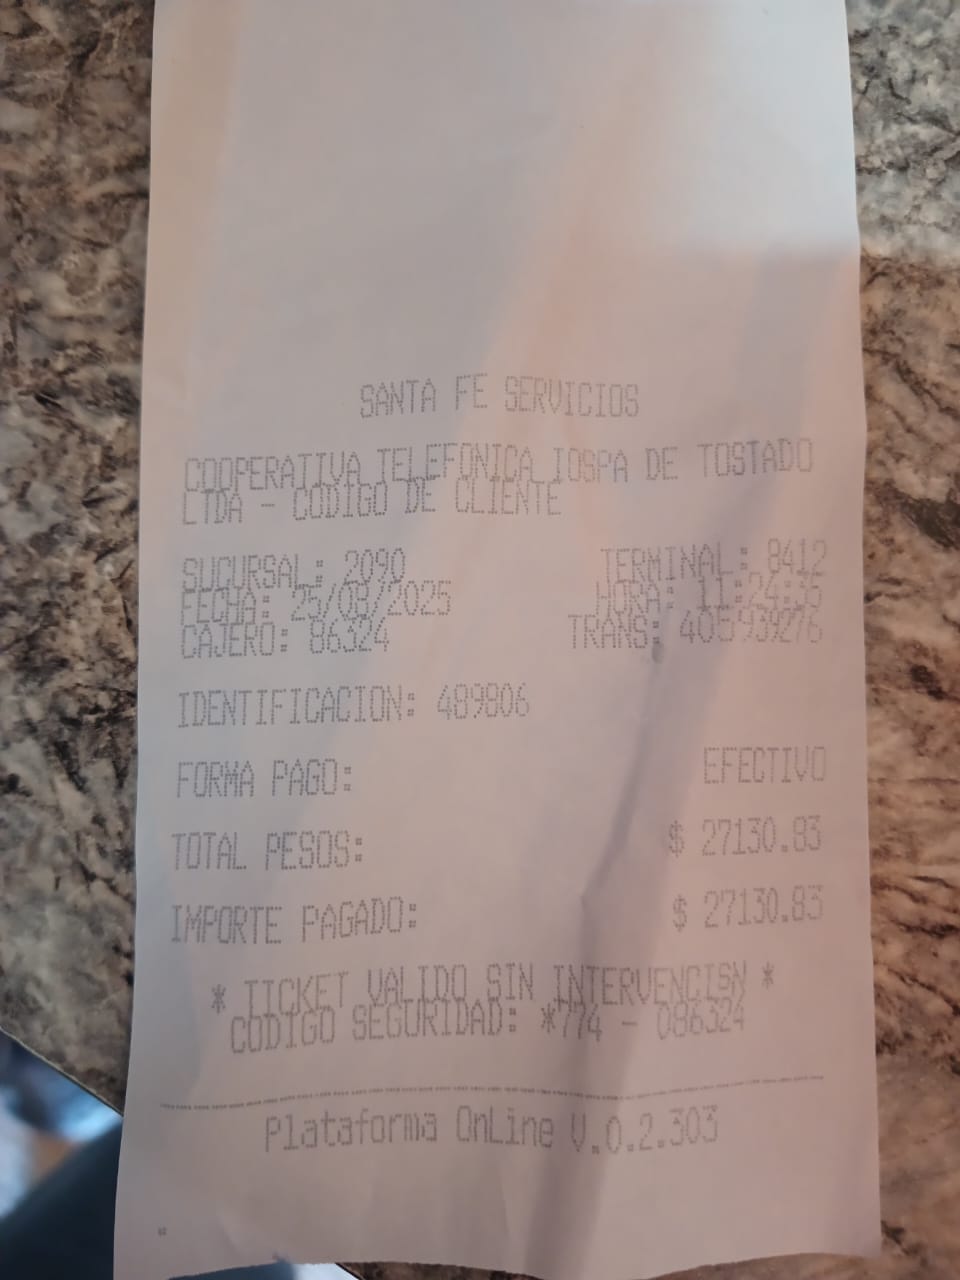 SANTA FE SERVICIOS
COOPERATIVA TELEFONICA IOSPA DE TOSTADO
LTDA - CODIGO DE CLIENTE
SUCURSAL: 2090 TERMINAL: 8412
FECHA: 25/08/2025 HORA: 11:24:35
CAJERO: 86324 TRANS: 405939276
IDENTIFICACION: 489806
FORMA PAGO: EFECTIVO
TOTAL PESOS: $ 27130.83
IMPORTE PAGADO: $ 27130.83
* TICKET VALIDO SIN INTERVENCISN *
CODIGO SEGURIDAD: *774 - 086324
Plataforma OnLine V.0.2.303